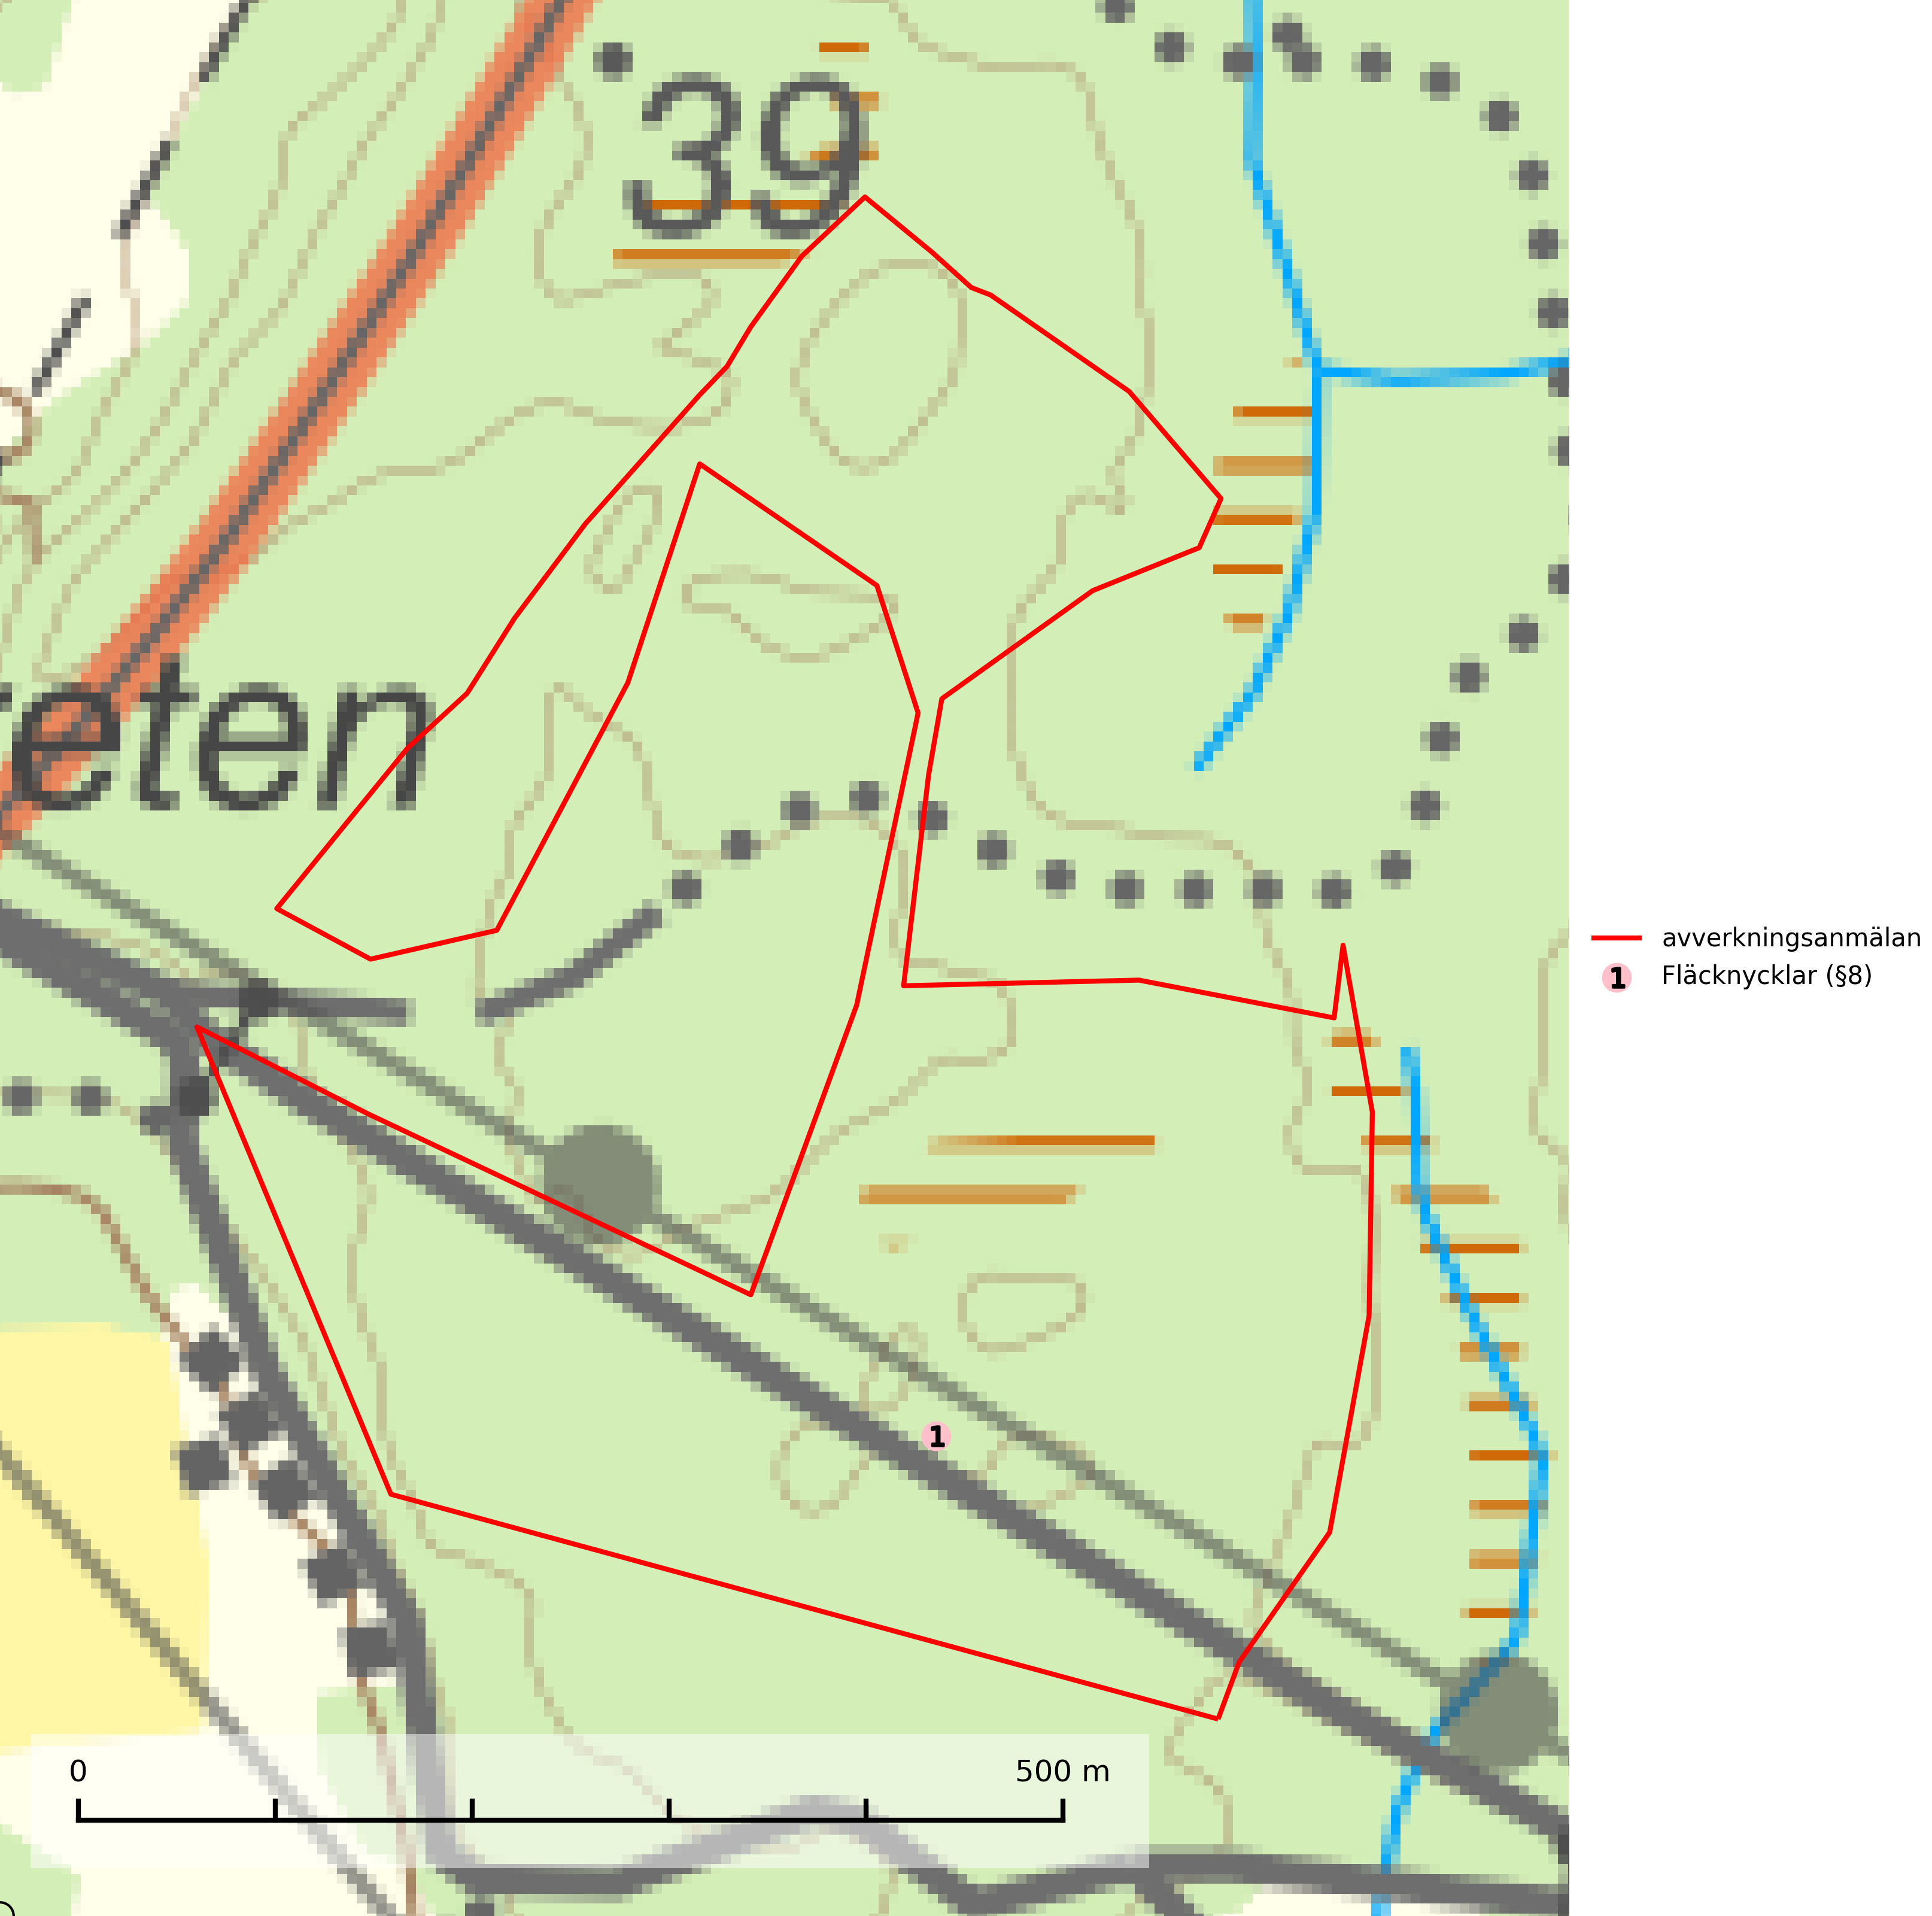 39
eten
avverkningsanmälan
1 Fläcknycklar (§8)
1
0 500 m